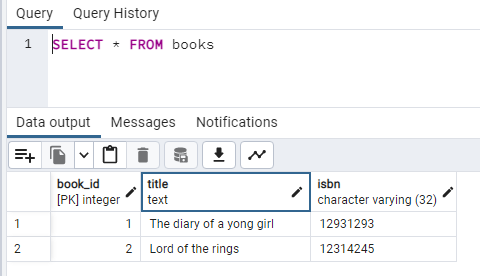 Query Query History
1 SELECT * FROM books
Data output Messages Notifications
book_id title isbn
[PK] integer text character varying (32)
1 1 The diary of a yong girl 12931293
2 2 Lord of the rings 12314245